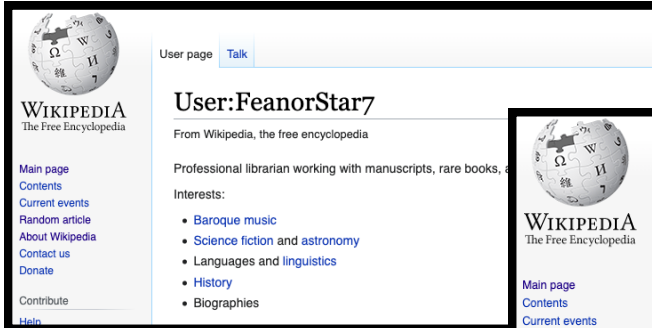 WIKIPEDIA
The Free Encyclopedia
Main page
Contents
Current events
Random article
About Wikipedia
Contact us
Donate
Contribute
Help
User page Talk
User:FeanorStar7
From Wikipedia, the free encyclopedia
Professional librarian working with manuscripts, rare books,
Interests:
Baroque music
Science fiction and astronomy
Languages and linguistics
History
Biographies
WIKIPEDIA
The Free Encyclopedia
Main page
Contents
Current events